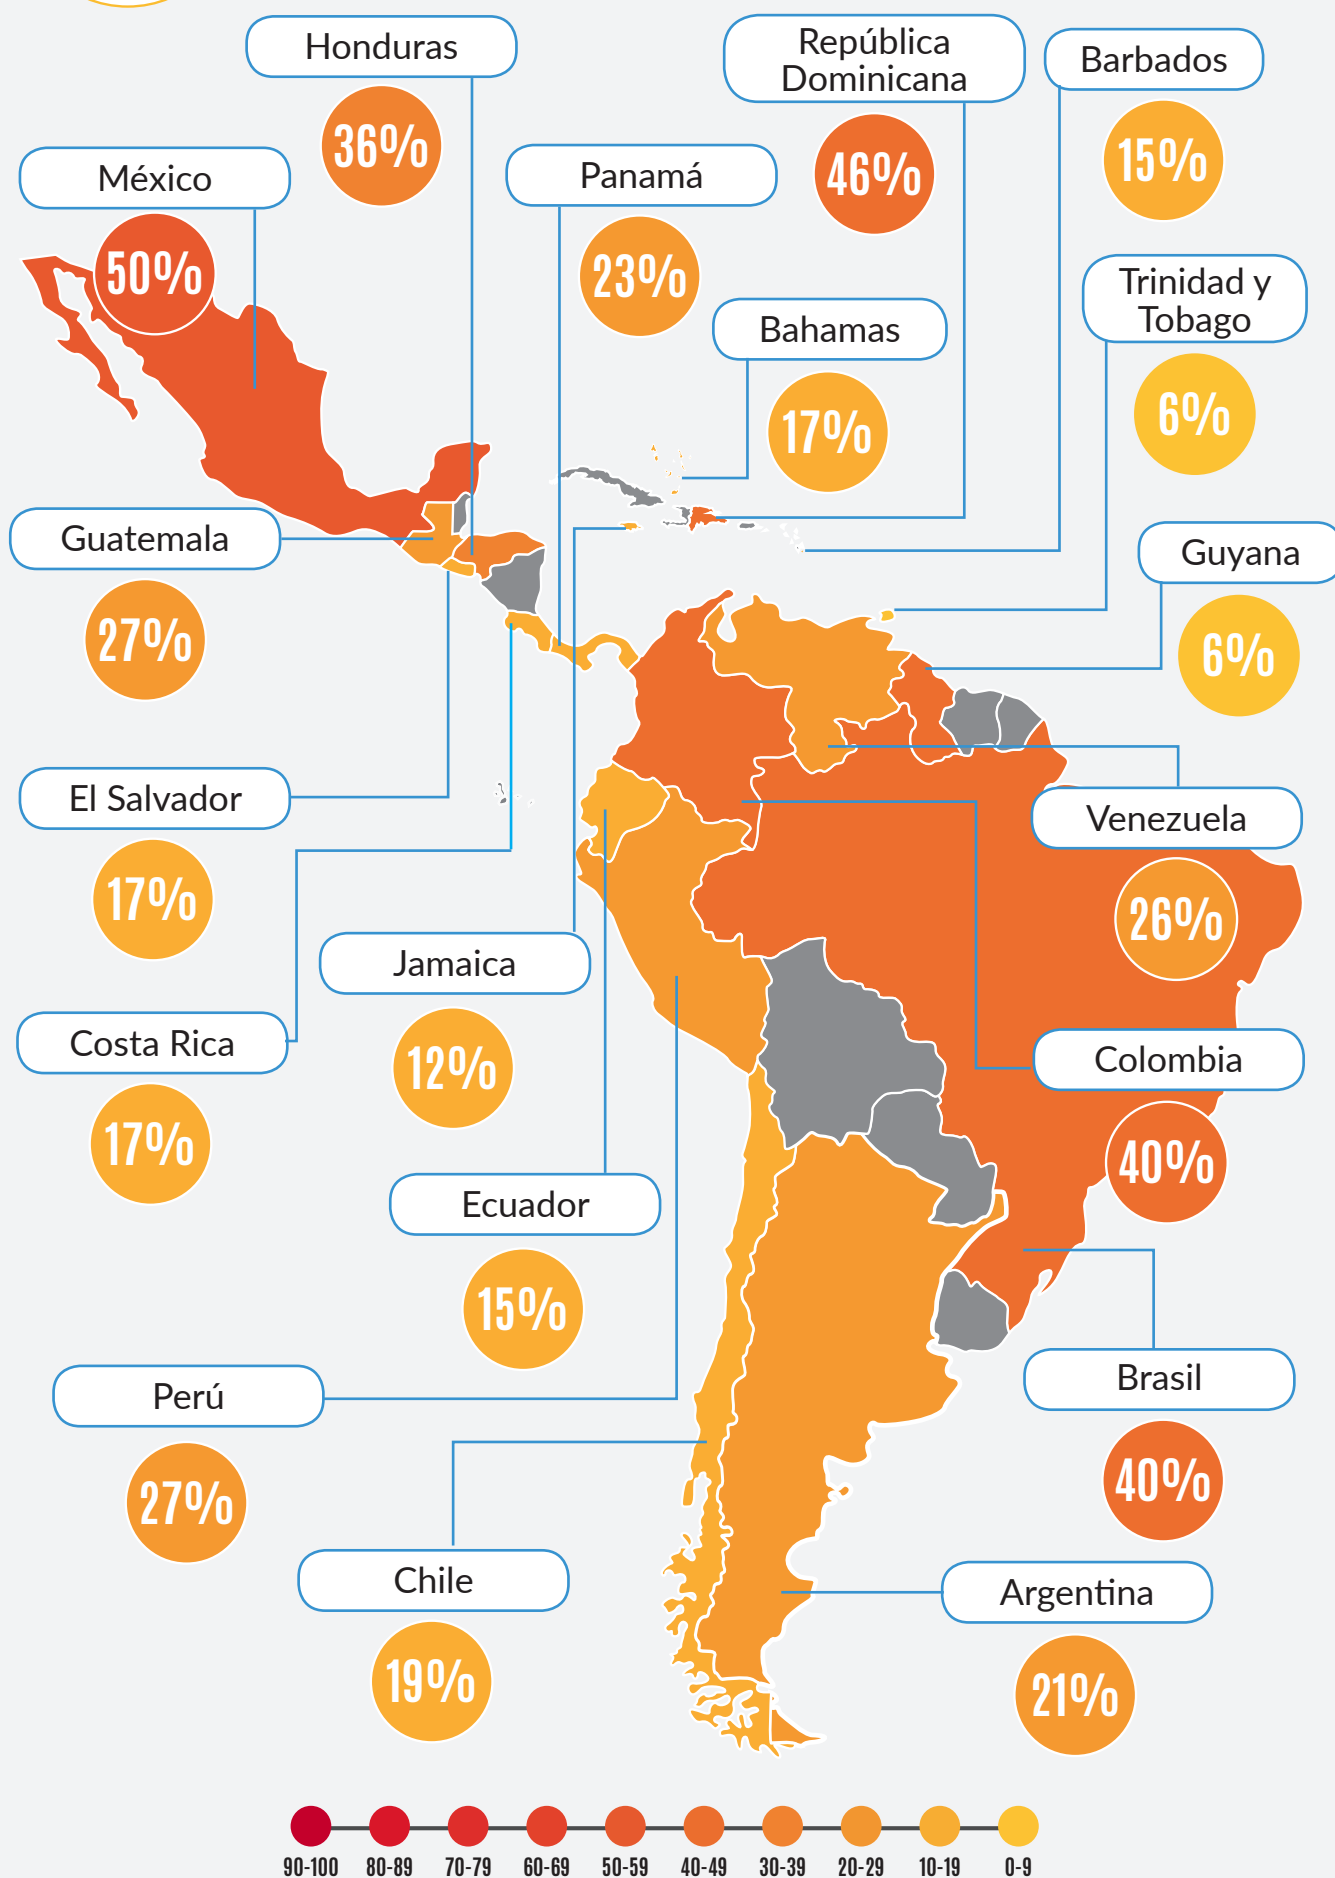 Honduras
36%
República
Dominicana
46%
Barbados
15%
México
50%
Panamá
23%
Bahamas
17%
Trinidad y
Tobago
6%
Guatemala
27%
Guyana
6%
El Salvador
17%
Venezuela
26%
Jamaica
12%
Costa Rica
17%
Colombia
40%
Ecuador
15%
Perú
27%
Brasil
40%
Chile
19%
Argentina
21%
90-100 80-89 70-79 60-69 50-59 40-49 30-39 20-29 10-19 0-9